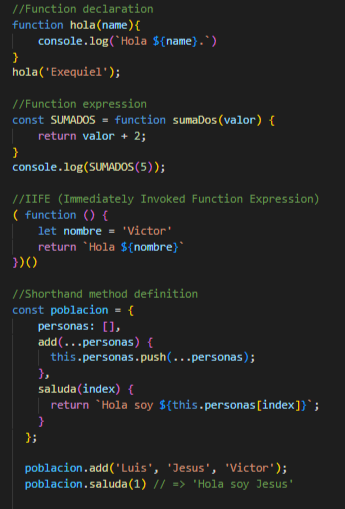 //Function declaration
function hola(name){
    console.log(`Hola ${name}.`)
}
hola('Exequiel');

//Function expression
const SUMADOS = function sumaDos(valor) {
    return valor + 2;
}
console.log(SUMADOS(5));

//IIFE (Immediately Invoked Function Expression)
( function () {
    let nombre = 'Victor'
    return `Hola ${nombre}`
})()

//Shorthand method definition
const poblacion = {
    personas: [],
    add(...personas) {
      this.personas.push(...personas);
    },
    saluda(index) {
      return `Hola soy ${this.personas[index]}`;
    }
  };

  poblacion.add('Luis', 'Jesus', 'Victor');
  poblacion.saluda(1) // => 'Hola soy Jesus'